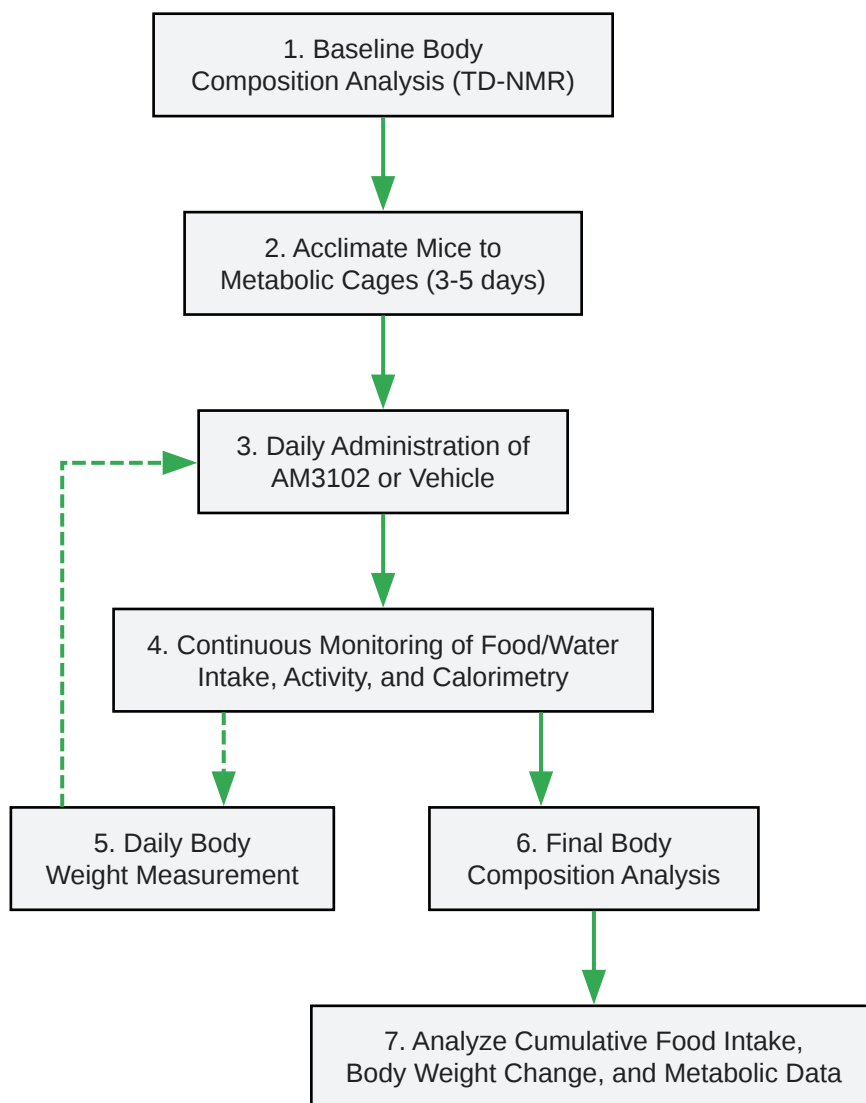 1. Baseline Body
Composition Analysis (TD-NMR)
2. Acclimate Mice to
Metabolic Cages (3-5 days)
3. Daily Administration of
AM3102 or Vehicle
4. Continuous Monitoring of Food/Water
Intake, Activity, and Calorimetry
5. Daily Body
Weight Measurement
6. Final Body
Composition Analysis
7. Analyze Cumulative Food Intake,
Body Weight Change, and Metabolic Data